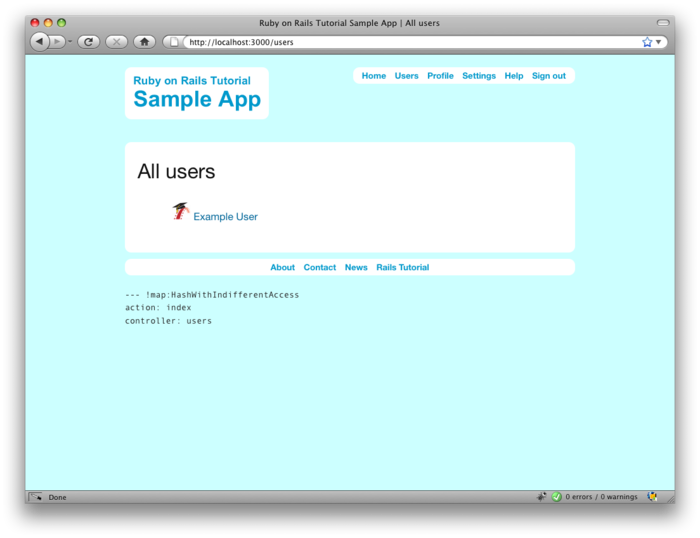 Ruby on Rails Tutorial Sample App | All users
http://localhost:3000/users
Ruby on Rails Tutorial
Sample App
Home Users Profile Settings Help Sign out
All users
Example User
About Contact News Rails Tutorial
--- !map:HashWithIndifferentAccess
action: index
controller: users
Done
0 errors / 0 warnings